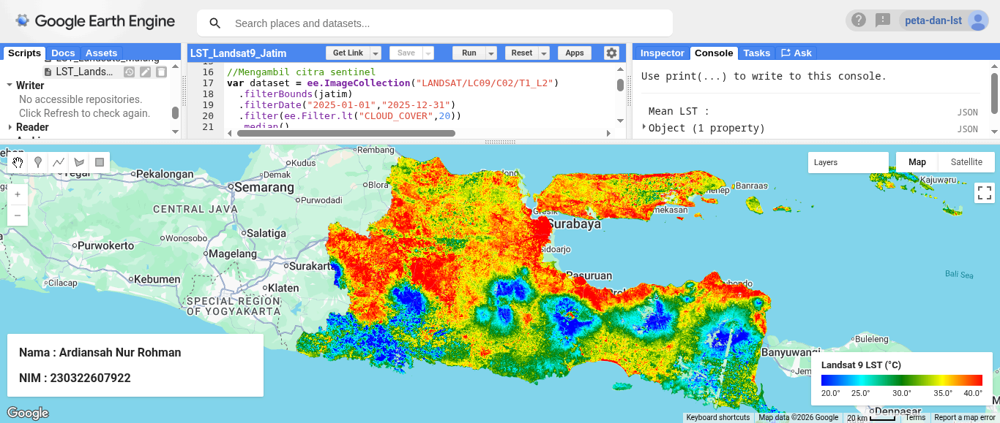 Google Earth Engine
Search places and datasets...
peta-dan-lst
Scripts Docs Assets
LST_Lands...
Writer
No accessible repositories.
Click Refresh to check again.
Reader
LST_Landsat9_Jatim
Get Link Save Run Reset Apps
16 //Mengambil citra sentinel
17 var dataset = ee.ImageCollection("LANDSAT/LC09/C02/T1_L2")
18 .filterBounds(jatim)
19 .filterDate("2025-01-01","2025-12-31")
20 .filter(ee.Filter.lt("CLOUD_COVER",20))
21 .median()
Inspector Console Tasks Ask
Use print(...) to write to this console.
Mean LST : JSON
Object (1 property) JSON
Layers
Map Satellite
Rembang
Kudus
Tegal
Pekalongan
Demak
Semarang
Blora
Purwodadi
CENTRAL JAVA
Banraas
Kajuwaru
Gresik
Surabaya
Salatiga
Wonosobo
Purwokerto
Magelang
Sidoarjo
Surakarta
Pasuruan
Bali Sea
Cilacap
Kebumen
Klaten
SPECIAL REGION
OF YOGYAKARTA
Buleleng
Banyuwangi
Denpasar
Nama : Ardiansah Nur Rohman
NIM : 230322607922
Landsat 9 LST (°C)
20.0° 25.0° 30.0° 35.0° 40.0°
Google
Keyboard shortcuts Map data ©2026 Google 20 km Terms Report a map error